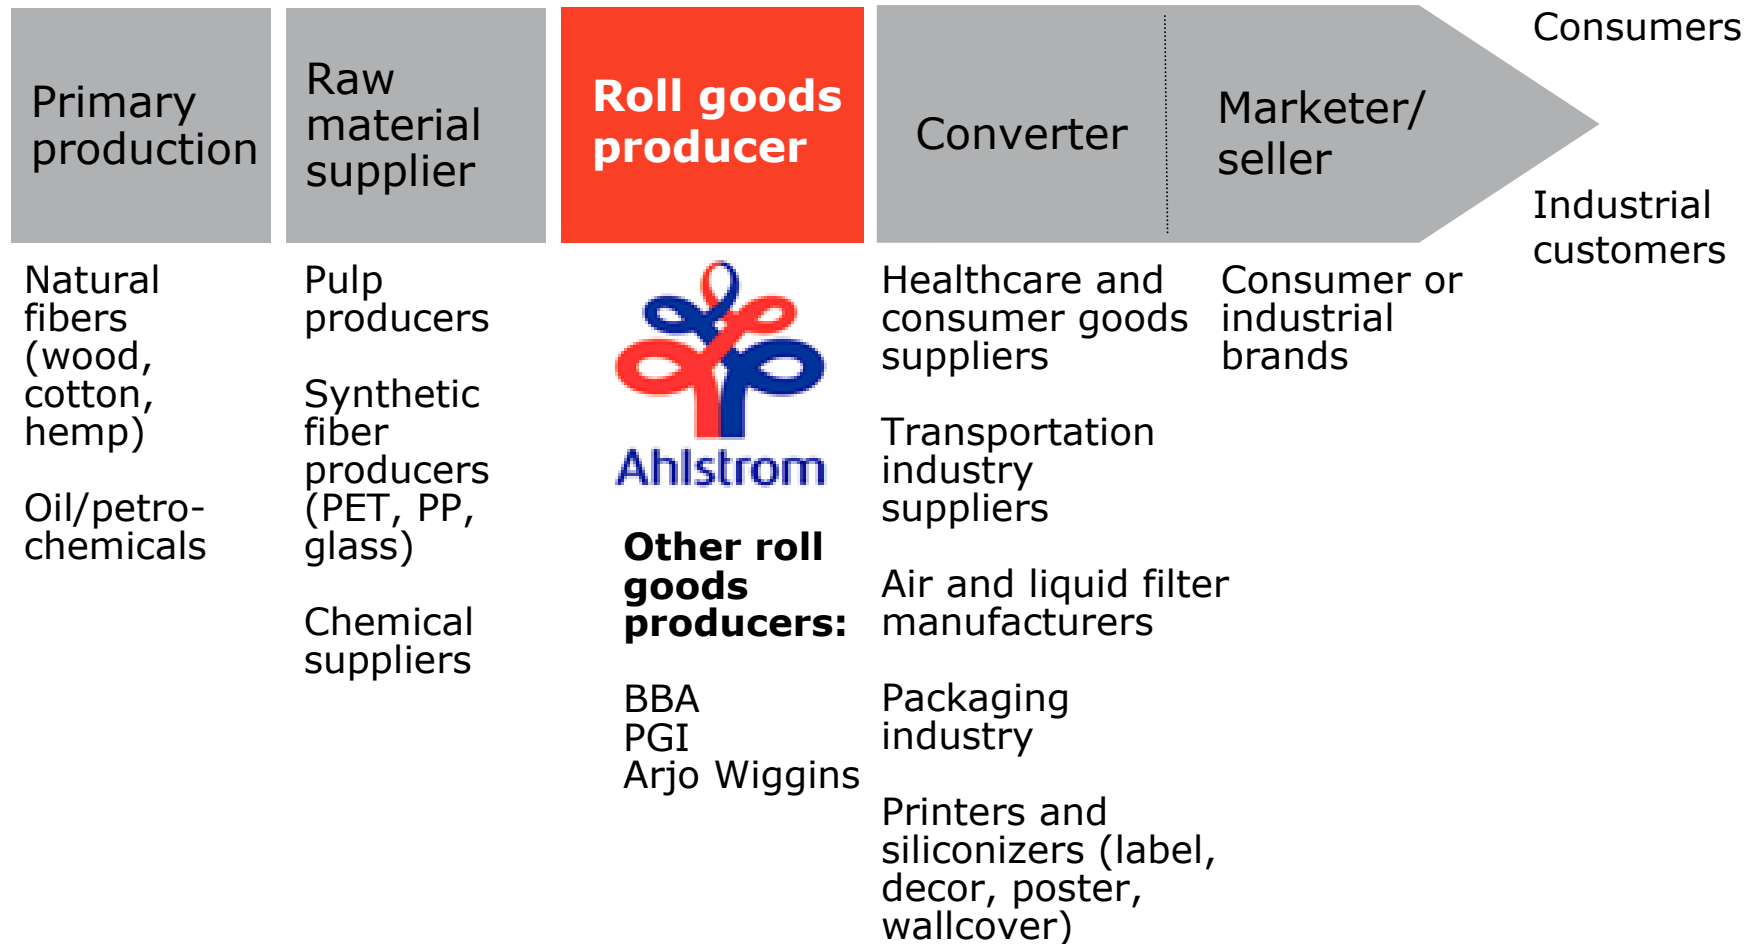 Primary
production
Raw
material
supplier
Roll goods
producer
Converter
Marketer/
seller
Consumers
Industrial
customers
Natural
fibers
(wood,
cotton,
hemp)
Oil/petro-
chemicals
Pulp
producers
Synthetic
fiber
producers
(PET, PP,
glass)
Chemical
suppliers
Ahlstrom
Other roll
goods
producers:
BBA
PGI
Arjo Wiggins
Healthcare and
consumer goods
suppliers
Transportation
industry
suppliers
Air and liquid filter
manufacturers
Packaging
industry
Printers and
siliconizers (label,
decor, poster,
wallcover)
Consumer or
industrial
brands